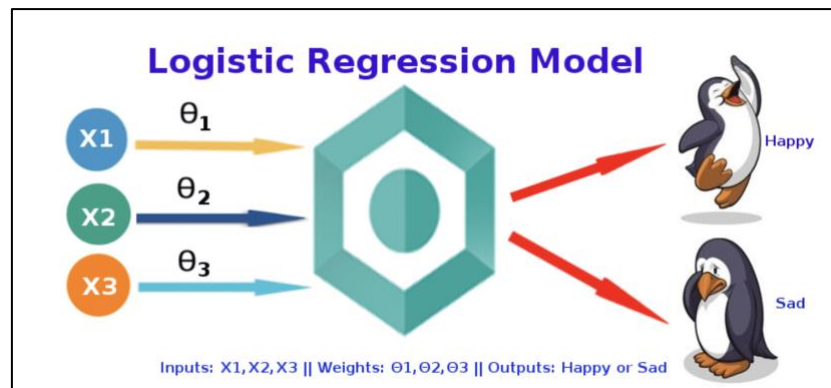 Logistic Regression Model
X1
θ₁
X2
θ₂
X3
θ₃
Happy
Sad
Inputs: X1,X2,X3 || Weights: Θ1,Θ2,Θ3 || Outputs: Happy or Sad